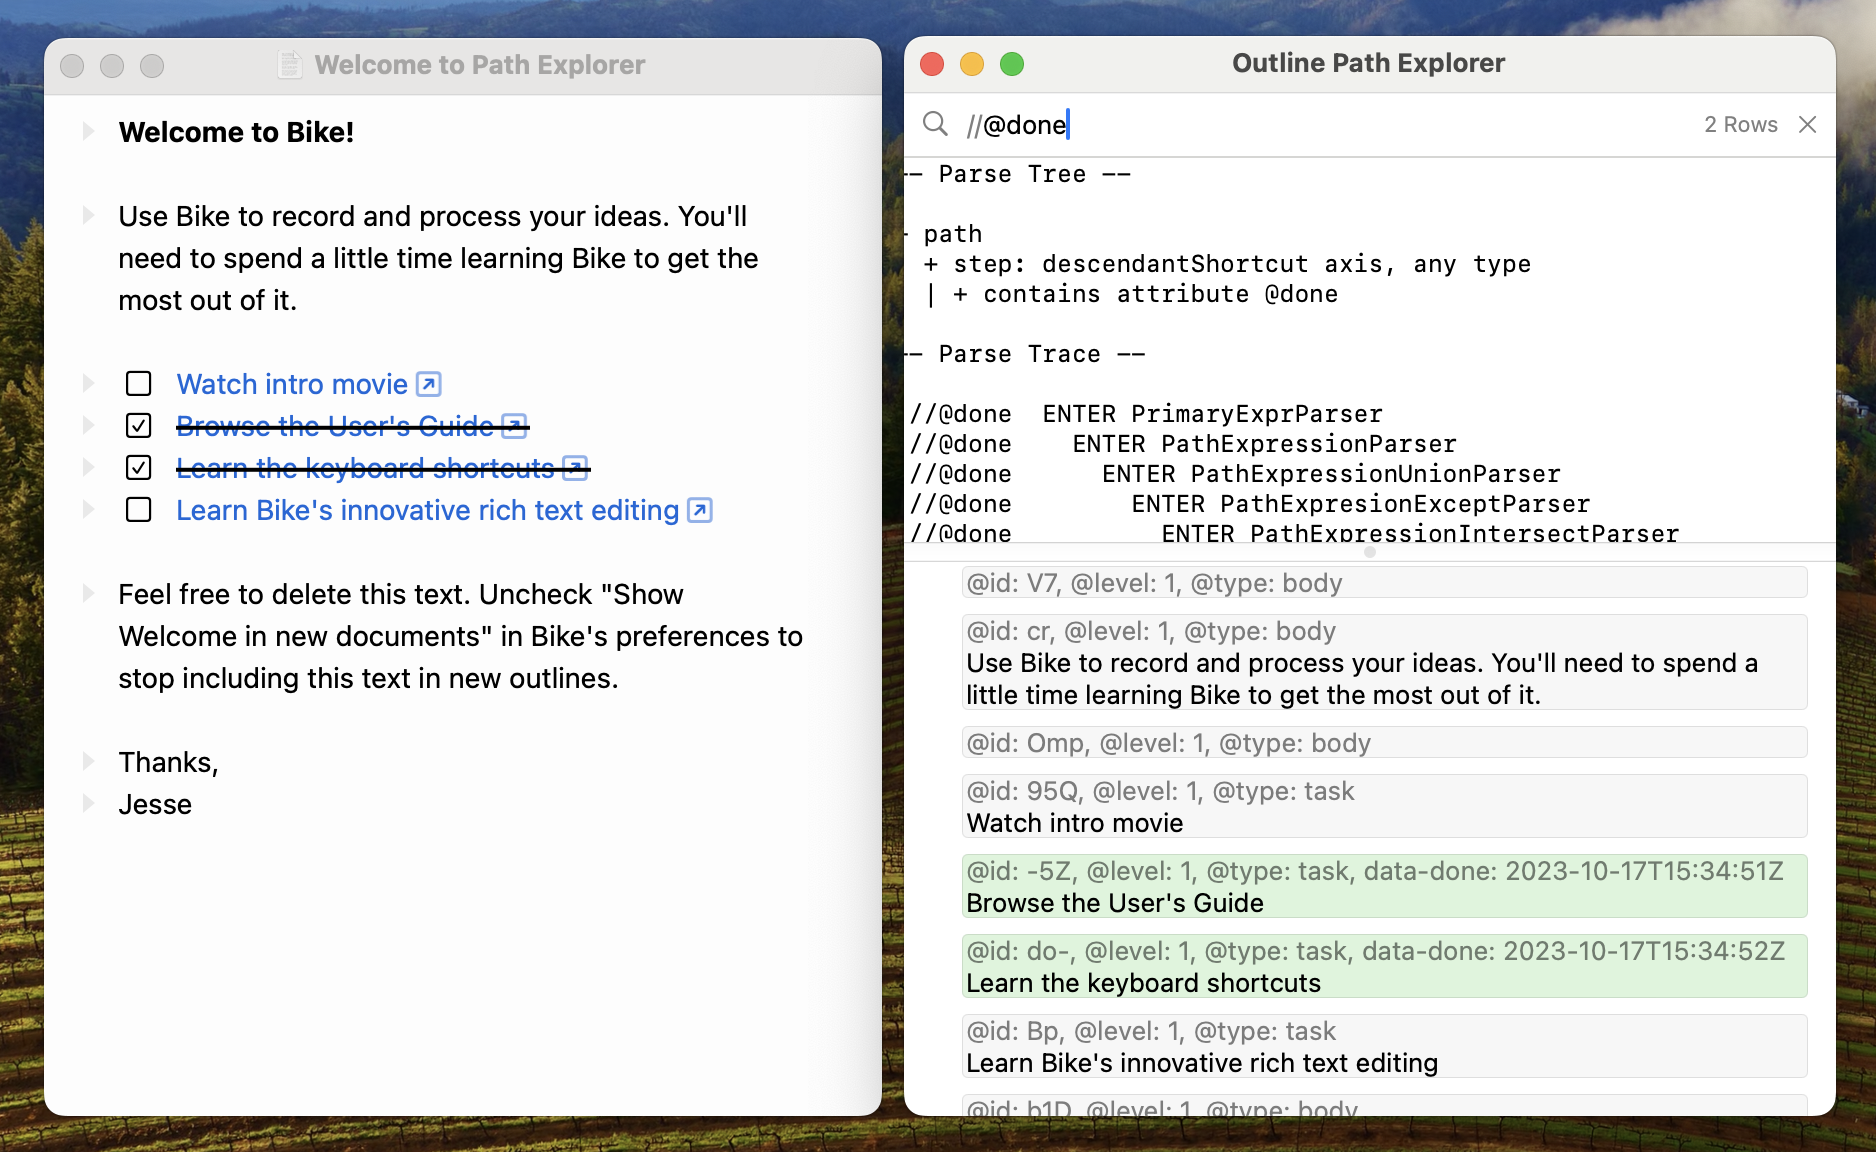 Welcome to Path Explorer
Welcome to Bike!
Use Bike to record and process your ideas. You'll
need to spend a little time learning Bike to get the
most out of it.
Watch intro movie
Browse the User's Guide
Learn the keyboard shortcuts
Learn Bike's innovative rich text editing
Feel free to delete this text. Uncheck "Show
Welcome in new documents" in Bike's preferences to
stop including this text in new outlines.
Thanks,
Jesse
Outline Path Explorer
//@done
2 Rows
-- Parse Tree --
- path
+ step: descendantShortcut axis, any type
| + contains attribute @done
-- Parse Trace --
//@done ENTER PrimaryExprParser
//@done ENTER PathExpressionParser
//@done ENTER PathExpressionUnionParser
//@done ENTER PathExpresionExceptParser
//@done ENTER PathExpressionIntersectParser
@id: V7, @level: 1, @type: body
@id: cr, @level: 1, @type: body
Use Bike to record and process your ideas. You'll need to spend a
little time learning Bike to get the most out of it.
@id: Omp, @level: 1, @type: body
@id: 95Q, @level: 1, @type: task
Watch intro movie
@id: -5Z, @level: 1, @type: task, data-done: 2023-10-17T15:34:51Z
Browse the User's Guide
@id: do-, @level: 1, @type: task, data-done: 2023-10-17T15:34:52Z
Learn the keyboard shortcuts
@id: Bp, @level: 1, @type: task
Learn Bike's innovative rich text editing
@id: b1D, @level: 1, @type: body